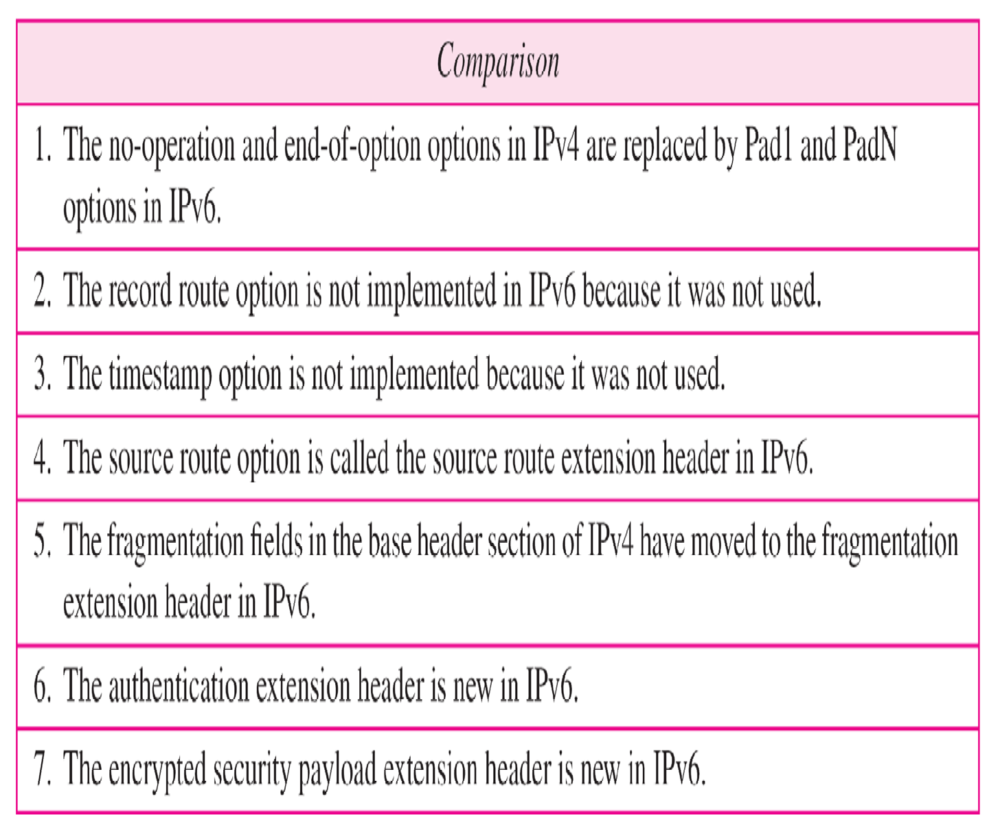 Comparison
1. The no-operation and end-of-option options in IPv4 are replaced by Pad1 and PadN
options in IPv6.
2. The record route option is not implemented in IPv6 because it was not used.
3. The timestamp option is not implemented because it was not used.
4. The source route option is called the source route extension header in IPv6.
5. The fragmentation fields in the base header section of IPv4 have moved to the fragmentation
extension header in IPv6.
6. The authentication extension header is new in IPv6.
7. The encrypted security payload extension header is new in IPv6.